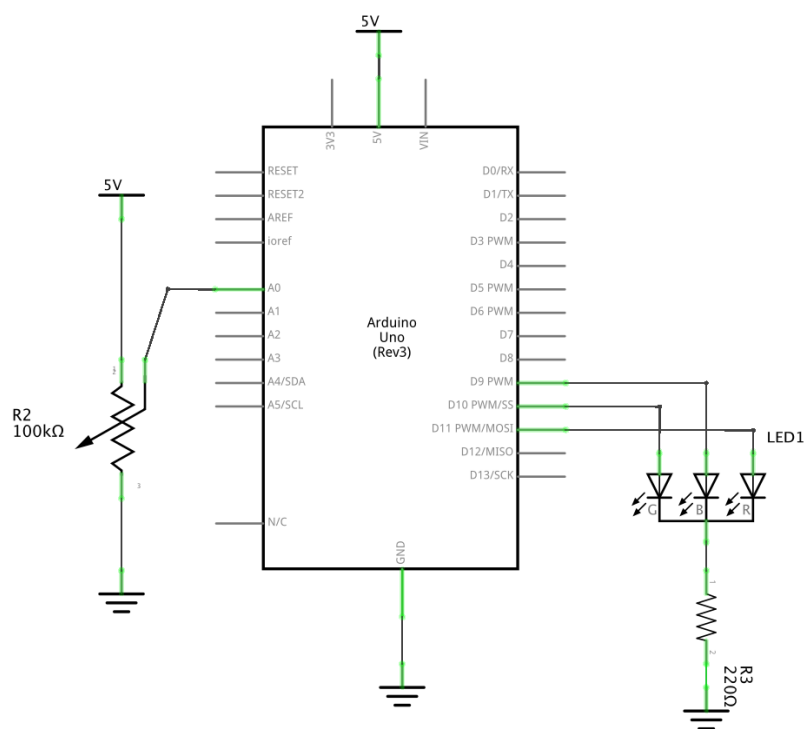 5V
3V3
5V
VIN
RESET
RESET2
AREF
ioref
A0
A1
A2
A3
A4/SDA
A5/SCL
N/C
GND
D0/RX
D1/TX
D2
D3 PWM
D4
D5 PWM
D6 PWM
D7
D8
D9 PWM
D10 PWM/SS
D11 PWM/MOSI
D12/MISO
D13/SCK
Arduino
Uno
(Rev3)
5V
R2
100kΩ
3
LED1
G
B
R
1
2
R3
220Ω